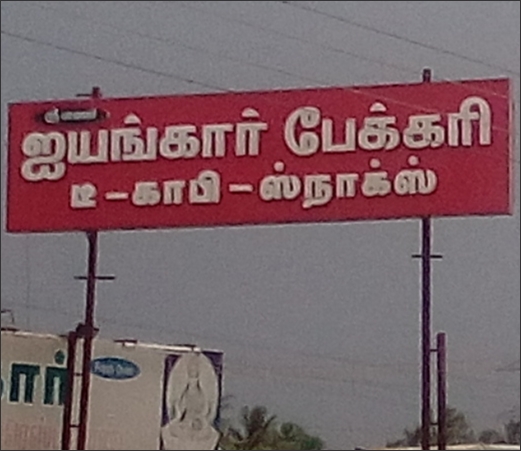 ஐயங்கார் பேக்கரி
டீ - காபி - ஸ்நாக்ஸ்